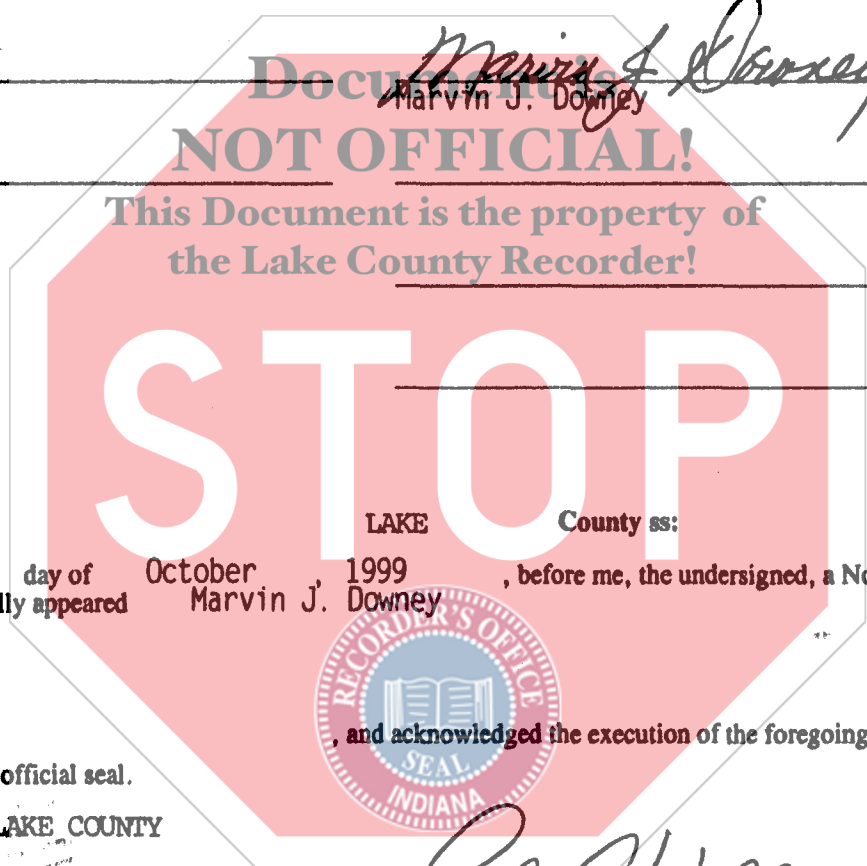 Marvin J Downey
Document is
Marvin J. Downey
NOT OFFICIAL!
This Document is the property of
the Lake County Recorder!
STOP
LAKE County ss:
day of October , 1999 , before me, the undersigned, a No
lly appeared Marvin J. Downey
RECORDER'S OFFICE
, and acknowledged the execution of the foregoing
SEAL
INDIANA
official seal.
LAKE COUNTY